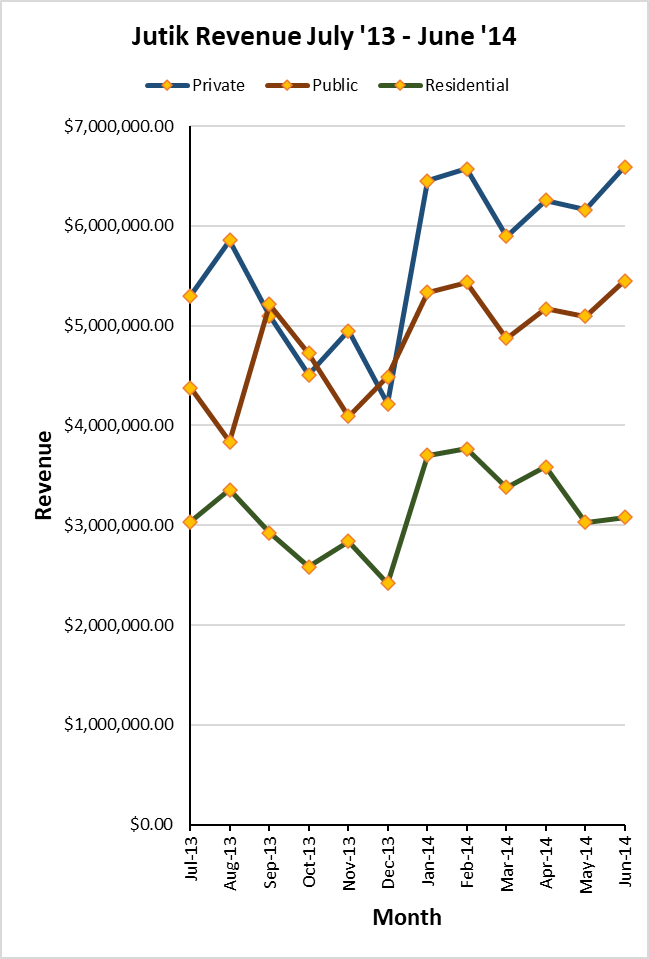 Jutik Revenue July '13 - June '14
Private Public Residential
$7,000,000.00
$6,000,000.00
$5,000,000.00
$4,000,000.00
$3,000,000.00
$2,000,000.00
$1,000,000.00
$0.00
Revenue
Jul-13
Aug-13
Sep-13
Oct-13
Nov-13
Dec-13
Jan-14
Feb-14
Mar-14
Apr-14
May-14
Jun-14
Month